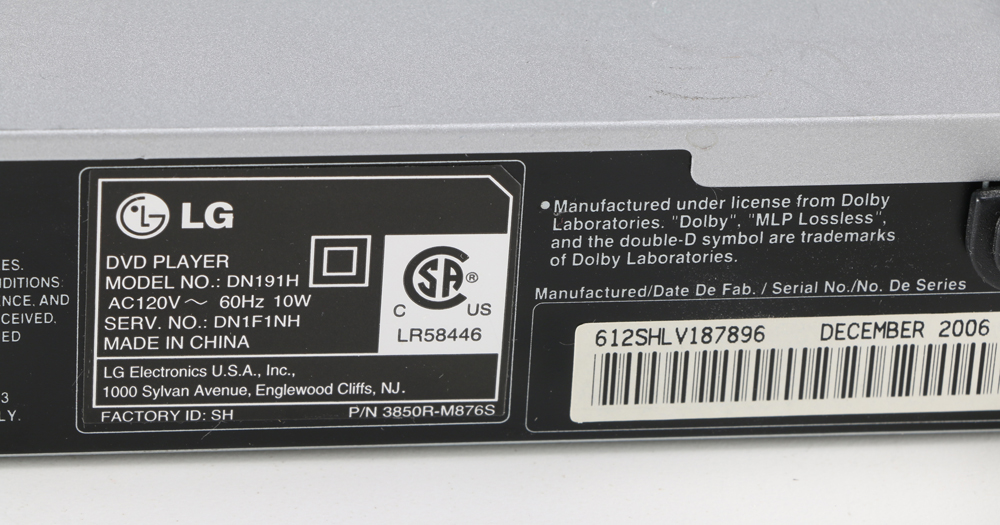 ES.
DITIONS:
NCE, AND
CEIVED.
ED
3
LY.
LG
DVD PLAYER
MODEL NO.: DN191H
AC120V ~ 60Hz 10W
SERV. NO.: DN1F1NH
MADE IN CHINA
SA®
C US
LR58446
LG Electronics U.S.A., Inc.,
1000 Sylvan Avenue, Englewood Cliffs, NJ.
FACTORY ID: SH P/N 3850R-M876S
•Manufactured under license from Dolby
Laboratories. "Dolby", "MLP Lossless",
and the double-D symbol are trademarks
of Dolby Laboratories.
Manufactured/Date De Fab. / Serial No./No. De Series
612SHLV187896 DECEMBER 2006